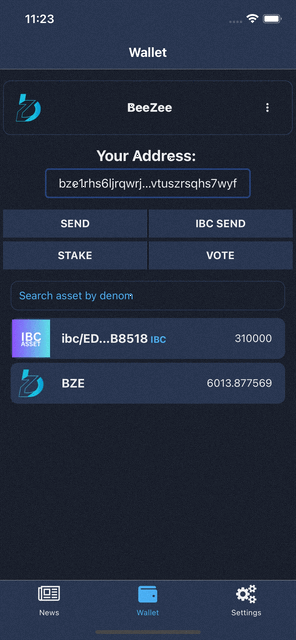 11:23
Wallet
BeeZee
Your Address:
bze1rhs6ljrqwrj...vtuszrsqhs7wyf
SEND
IBC SEND
STAKE
VOTE
Search asset by denom
IBC
ASSET
ibc/ED...B8518 IBC
310000
BZE
6013.877569
News
Wallet
Settings